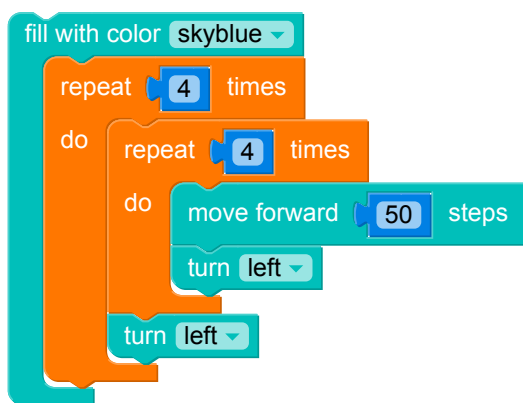 fill with color skyblue
repeat 4 times
do repeat 4 times
do move forward 50 steps
turn left
turn left